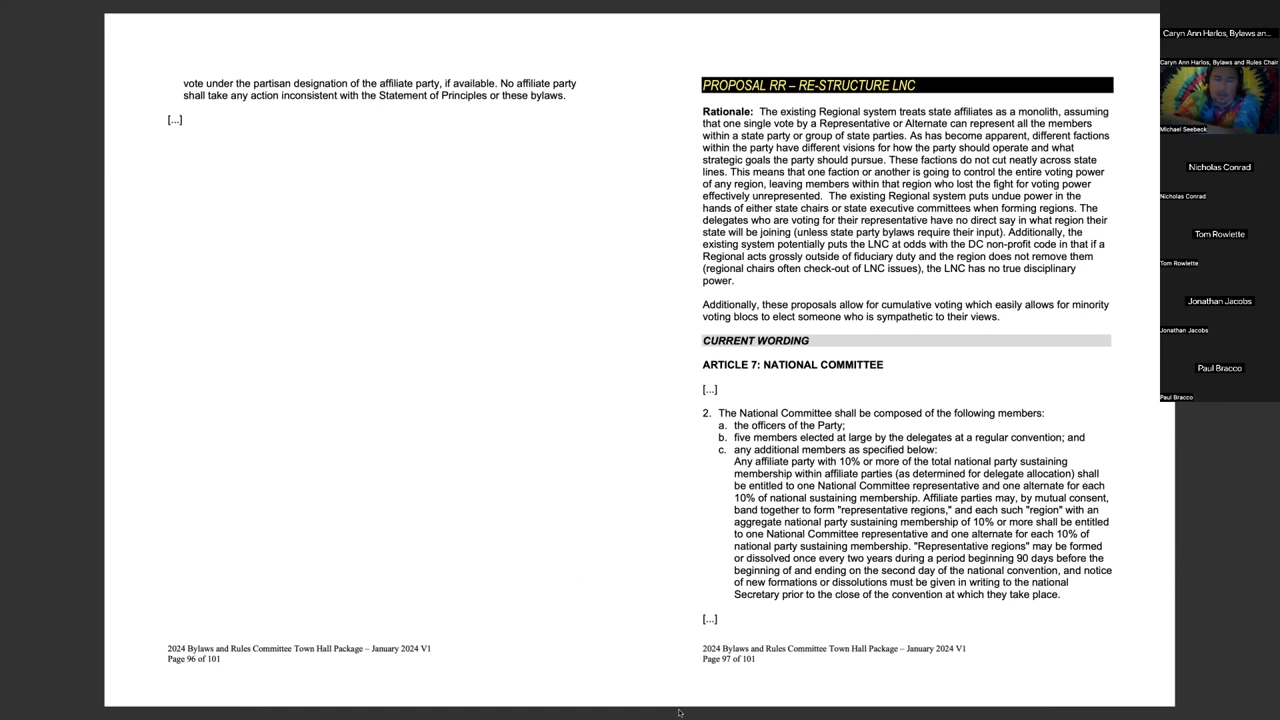 vote under the partisan designation of the affiliate party, if available. No affiliate party
shall take any action inconsistent with the Statement of Principles or these bylaws.
[...]
2024 Bylaws and Rules Committee Town Hall Package – January 2024 V1
Page 96 of 101
PROPOSAL RR – RE-STRUCTURE LNC
Rationale: The existing Regional system treats state affiliates as a monolith, assuming
that one single vote by a Representative or Alternate can represent all the members
within a state party or group of state parties. As has become apparent, different factions
within the party have different visions for how the party should operate and what
strategic goals the party should pursue. These factions do not cut neatly across state
lines. This means that one faction or another is going to control the entire voting power
of any region, leaving members within that region who lost the fight for voting power
effectively unrepresented. The existing Regional system puts undue power in the
hands of either state chairs or state executive committees when forming regions. The
delegates who are voting for their representative have no direct say in what region their
state will be joining (unless state party bylaws require their input). Additionally, the
existing system potentially puts the LNC at odds with the DC non-profit code in that if a
Regional acts grossly outside of fiduciary duty and the region does not remove them
(regional chairs often check-out of LNC issues), the LNC has no true disciplinary
power.
Additionally, these proposals allow for cumulative voting which easily allows for minority
voting blocs to elect someone who is sympathetic to their views.
CURRENT WORDING
ARTICLE 7: NATIONAL COMMITTEE
[...]
2. The National Committee shall be composed of the following members:
a. the officers of the Party;
b. five members elected at large by the delegates at a regular convention; and
c. any additional members as specified below:
Any affiliate party with 10% or more of the total national party sustaining
membership within affiliate parties (as determined for delegate allocation) shall
be entitled to one National Committee representative and one alternate for each
10% of national sustaining membership. Affiliate parties may, by mutual consent,
band together to form "representative regions," and each such "region" with an
aggregate national party sustaining membership of 10% or more shall be entitled
to one National Committee representative and one alternate for each 10% of
national party sustaining membership. "Representative regions" may be formed
or dissolved once every two years during a period beginning 90 days before the
beginning of and ending on the second day of the national convention, and notice
of new formations or dissolutions must be given in writing to the national
Secretary prior to the close of the convention at which they take place.
[...]
2024 Bylaws and Rules Committee Town Hall Package – January 2024 V1
Page 97 of 101
Caryn Ann Harlos, Bylaws an...
Caryn Ann Harlos, Bylaws and Rules Chair
Michael Seebeck
Nicholas Conrad
Nicholas Conrad
Tom Rowlette
Tom Rowlette
Jonathan Jacobs
Jonathan Jacobs
Paul Bracco
Paul Bracco